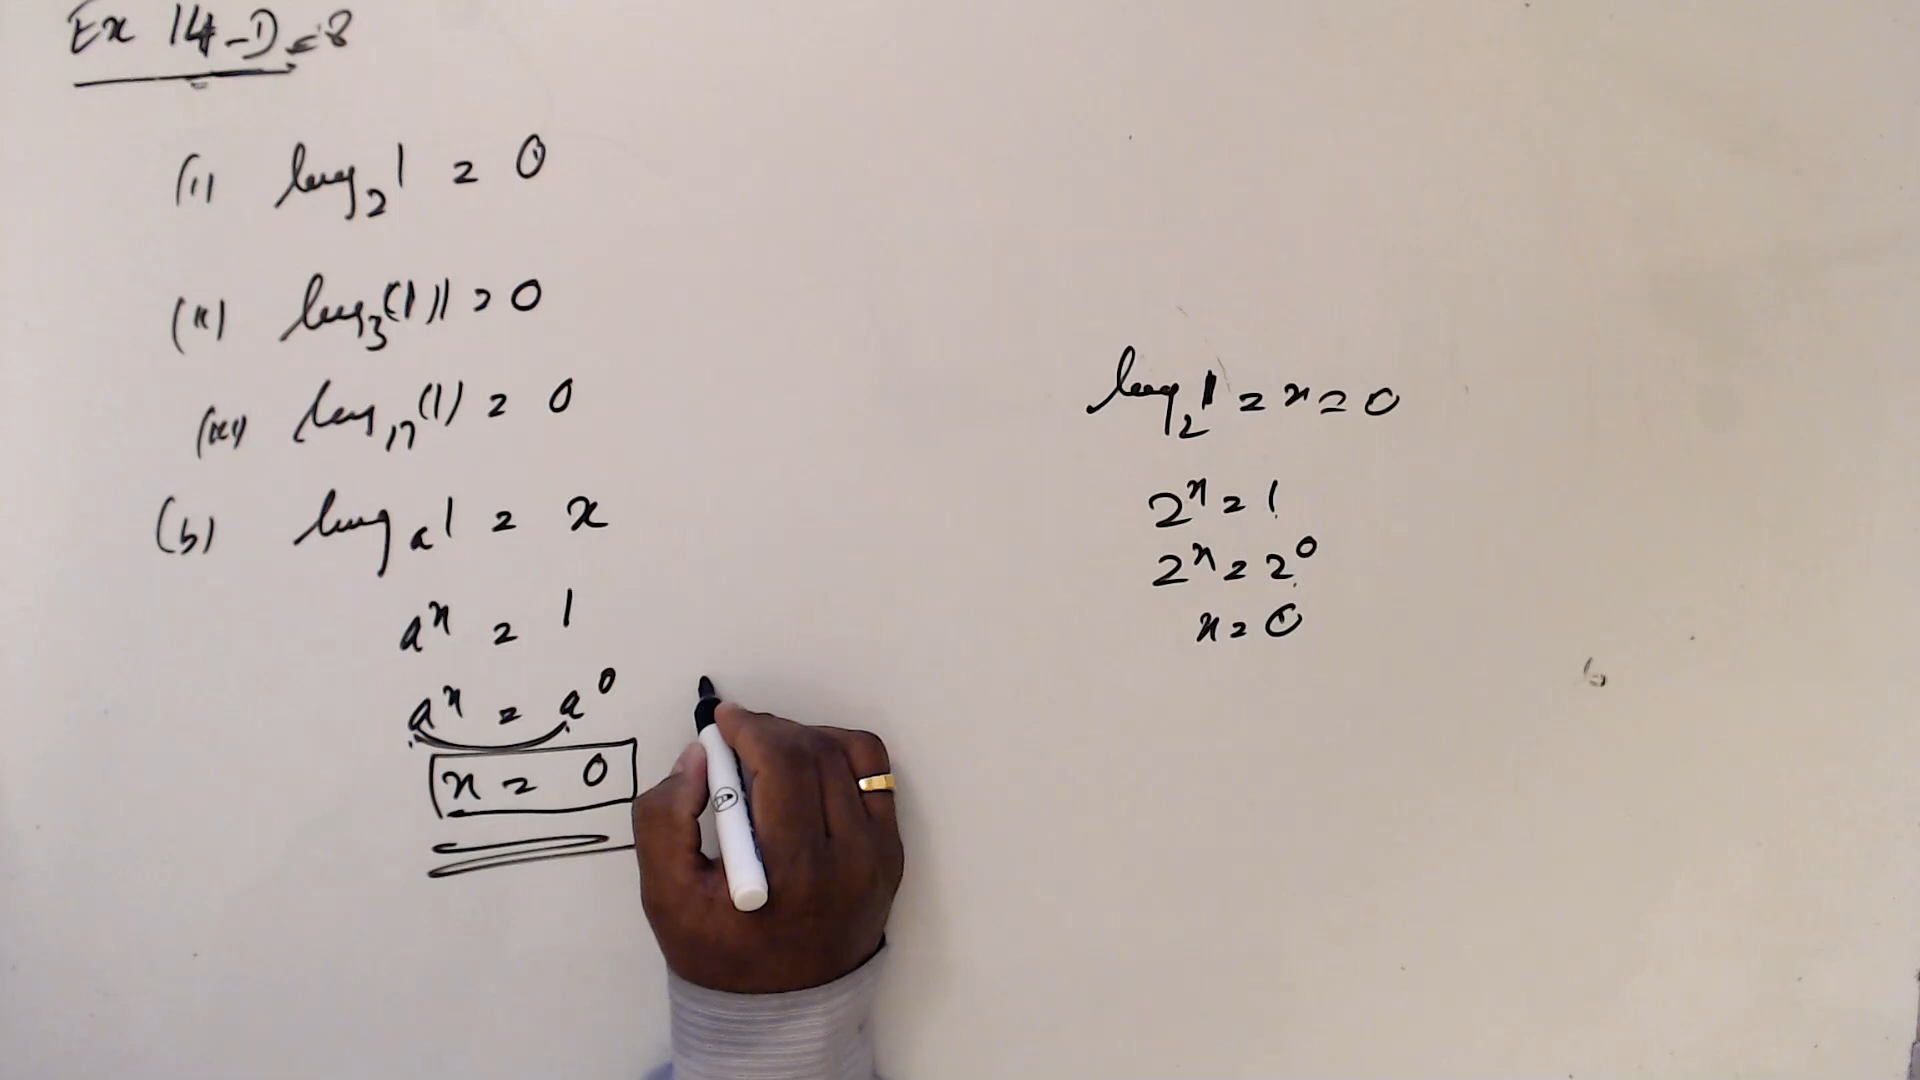 Ex 14-D-8
(i) log₂1 = 0
(ii) log₃(1) = 0
(iii) log₁₇(1) = 0
(b) logₐ1 = x
aˣ = 1
aˣ = a⁰
x = 0
log₂1 = x = 0
2ˣ = 1
2ˣ = 2⁰
x = 0